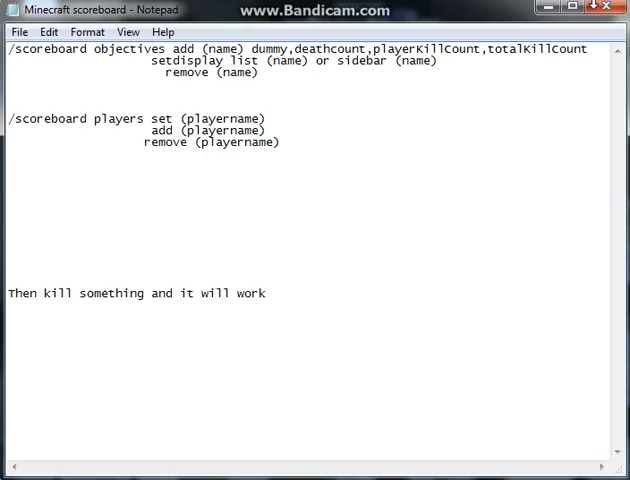 Minecraft scoreboard - Notepad
www.Bandicam.com
File Edit Format View Help
/scoreboard objectives add (name) dummy,deathcount,playerKillCount,totalKillCount
setdisplay list (name) or sidebar (name)
remove (name)
/scoreboard players set (playername)
add (playername)
remove (playername)
Then kill something and it will work